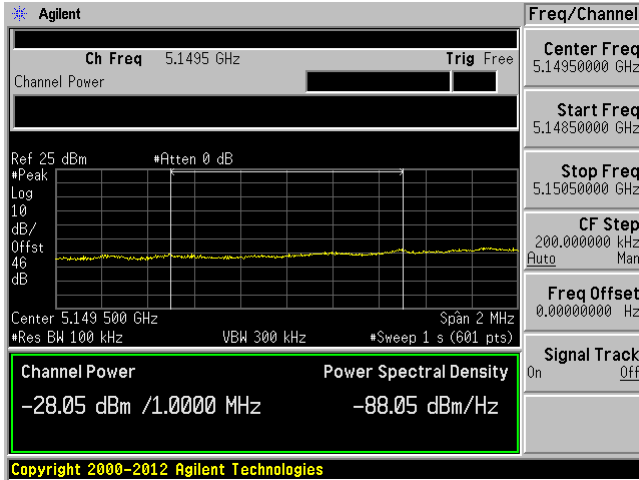 Agilent
Freq/Channel
Ch Freq 5.1495 GHz Trig Free
Channel Power
Center Freq
5.14950000 GHz
Start Freq
5.14850000 GHz
Stop Freq
5.15050000 GHz
CF Step
200.000000 kHz
Auto Man
Freq Offset
0.00000000 Hz
Signal Track
On Off
Ref 25 dBm #Atten 0 dB
#Peak
Log
10
dB/
Offst
46
dB
Center 5.149 500 GHz Span 2 MHz
#Res BW 100 kHz VBW 300 kHz #Sweep 1 s (601 pts)
Channel Power Power Spectral Density
-28.05 dBm /1.0000 MHz -88.05 dBm/Hz
Copyright 2000-2012 Agilent Technologies